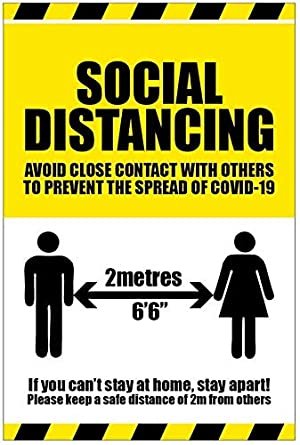 SOCIAL
DISTANCING
AVOID CLOSE CONTACT WITH OTHERS
TO PREVENT THE SPREAD OF COVID-19
2metres
6'6"
If you can't stay at home, stay apart!
Please keep a safe distance of 2m from others